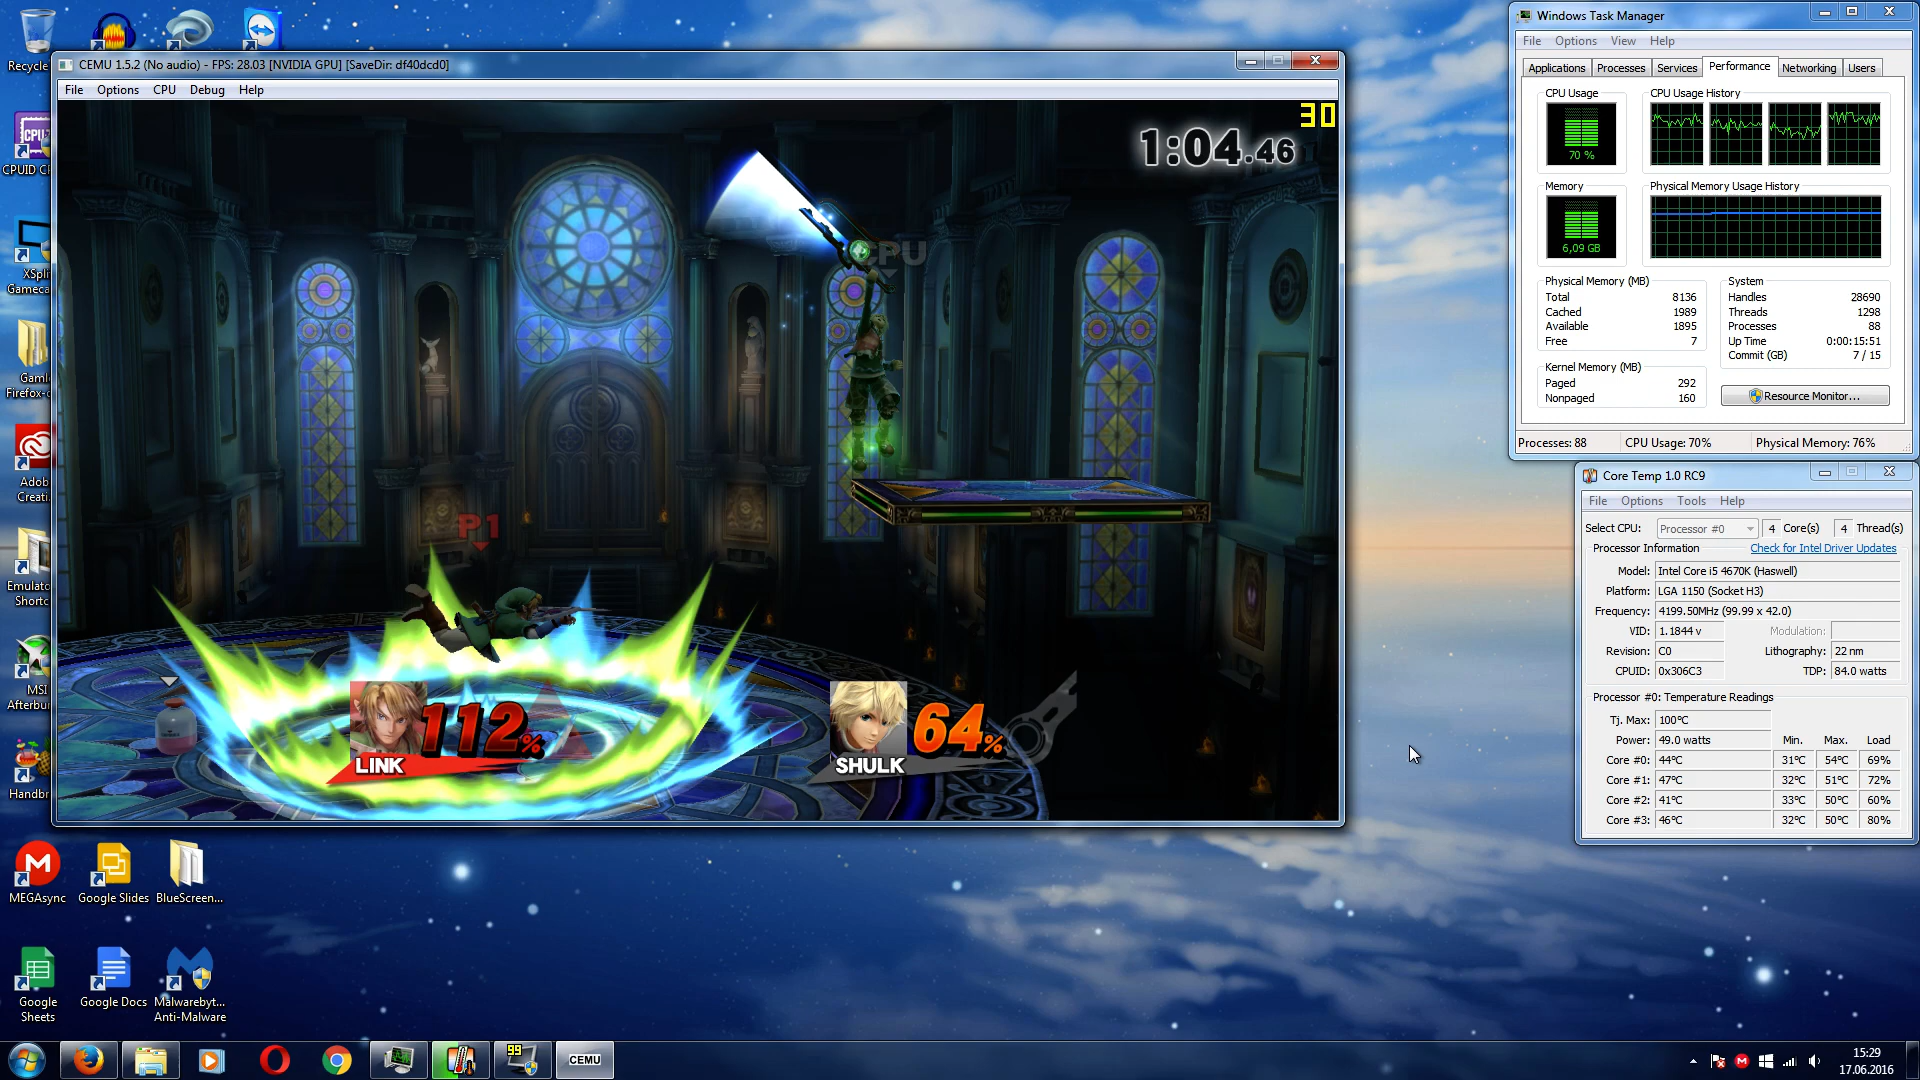 Recycle
CPUID C
XSpli
Gameca
Gaml
Firefox-
Adob
Creati...
Emulato
Shortc
MSI
Afterbu
Handbr
MEGAsync
Google Slides
BlueScreen...
Google
Sheets
Google Docs
Malwarebyt...
Anti-Malware
CEMU 1.5.2 (No audio) - FPS: 28.03 [NVIDIA GPU] [SaveDir: df40dcd0]
File Options CPU Debug Help
30
1:04.46
CPU
P1
112%
LINK
64%
SHULK
Windows Task Manager
File Options View Help
Applications Processes Services Performance Networking Users
CPU Usage
70 %
CPU Usage History
Memory
6,09 GB
Physical Memory Usage History
Physical Memory (MB)
Total 8136
Cached 1989
Available 1895
Free 7
System
Handles 28690
Threads 1298
Processes 88
Up Time 0:00:15:51
Commit (GB) 7 / 15
Kernel Memory (MB)
Paged 292
Nonpaged 160
Resource Monitor...
Processes: 88 CPU Usage: 70% Physical Memory: 76%
Core Temp 1.0 RC9
File Options Tools Help
Select CPU: Processor #0 4 Core(s) 4 Thread(s)
Processor Information Check for Intel Driver Updates
Model: Intel Core i5 4670K (Haswell)
Platform: LGA 1150 (Socket H3)
Frequency: 4199.50MHz (99.99 x 42.0)
VID: 1.1844 v Modulation:
Revision: C0 Lithography: 22 nm
CPUID: 0x306C3 TDP: 84.0 watts
Processor #0: Temperature Readings
Tj. Max: 100°C
Power: 49.0 watts Min. Max. Load
Core #0: 44°C 31°C 54°C 69%
Core #1: 47°C 32°C 51°C 72%
Core #2: 41°C 33°C 50°C 60%
Core #3: 46°C 32°C 50°C 80%
99
CEMU
15:29
17.06.2016